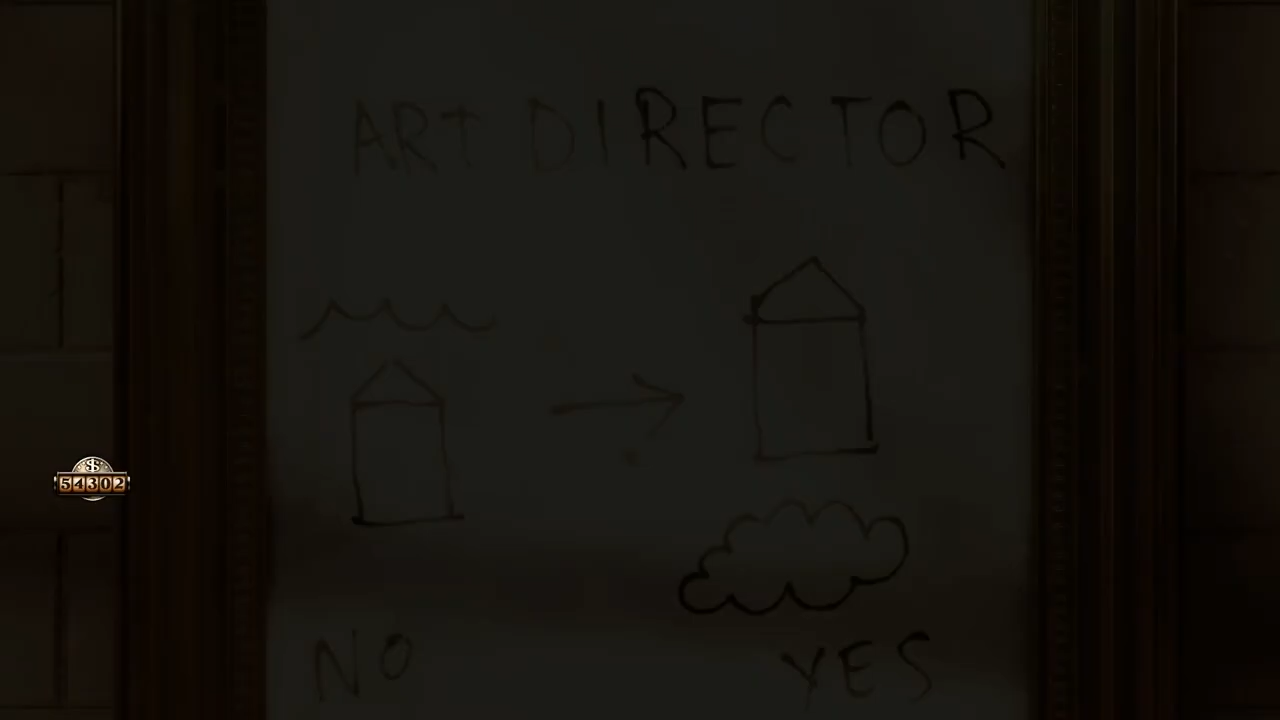 ART DIRECTOR
$
54302
NO
YES